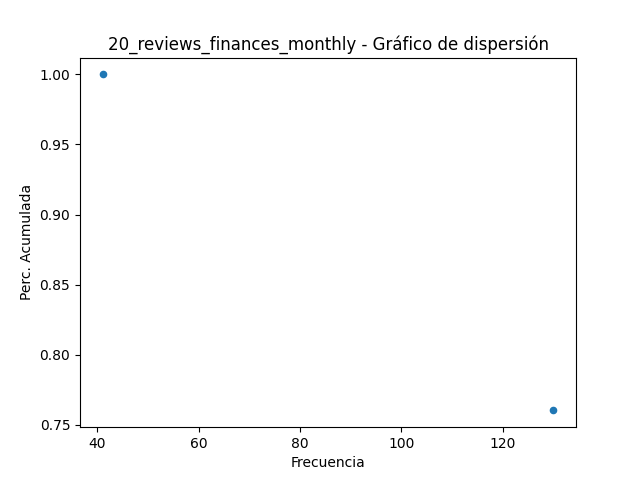 20_reviews_finances_monthly - Gráfico de dispersión
1.00
0.95
0.90
0.85
0.80
0.75
Perc. Acumulada
40 60 80 100 120
Frecuencia